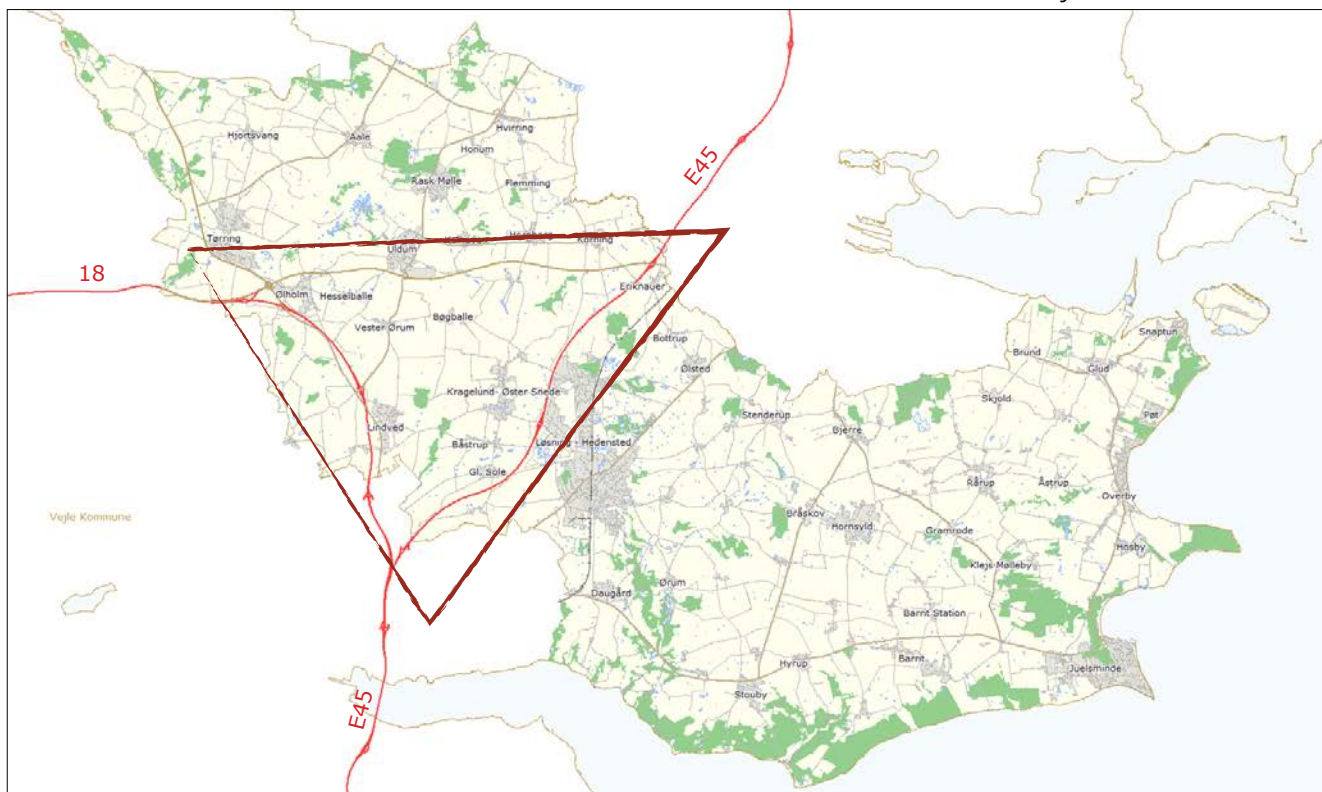 E45
Hvirring
Hjortsvang
Aale
Honum
Rask Mølle
Flemming
Tørring
Uldum
Hornborg
Korning
18
Eriknauer
Ølholm
Hesselballe
Bøgballe
Vester Ørum
Bottrup
Snaptun
Brund
Glud
Ølsted
Kragelund
Øster Snede
Skjold
Stenderup
Pøt
Bjerre
Lindved
Båstrup
Løsning - Hedensted
Gl. Sole
Rårup
Åstrup
Overby
Vejle Kommune
Bråskov
Hornsyld
Gramrode
Hosby
Klejs Mølleby
Ørum
Daugård
Barrit Station
Hyrup
Barrit
Juelsminde
Stouby
E45